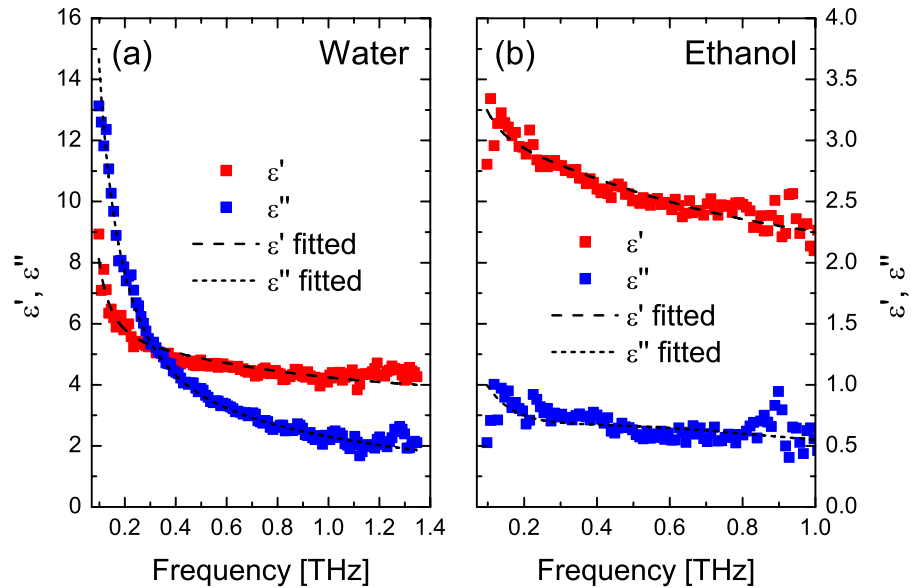 (a) Water
ε'
ε"
ε' fitted
ε" fitted
ε', ε"
16
14
12
10
8
6
4
2
0
0.2 0.4 0.6 0.8 1.0 1.2 1.4
Frequency [THz]
(b) Ethanol
ε'
ε"
ε' fitted
ε" fitted
4.0
3.5
3.0
2.5
2.0
1.5
1.0
0.5
0.0
ε', ε"
0.2 0.4 0.6 0.8 1.0
Frequency [THz]